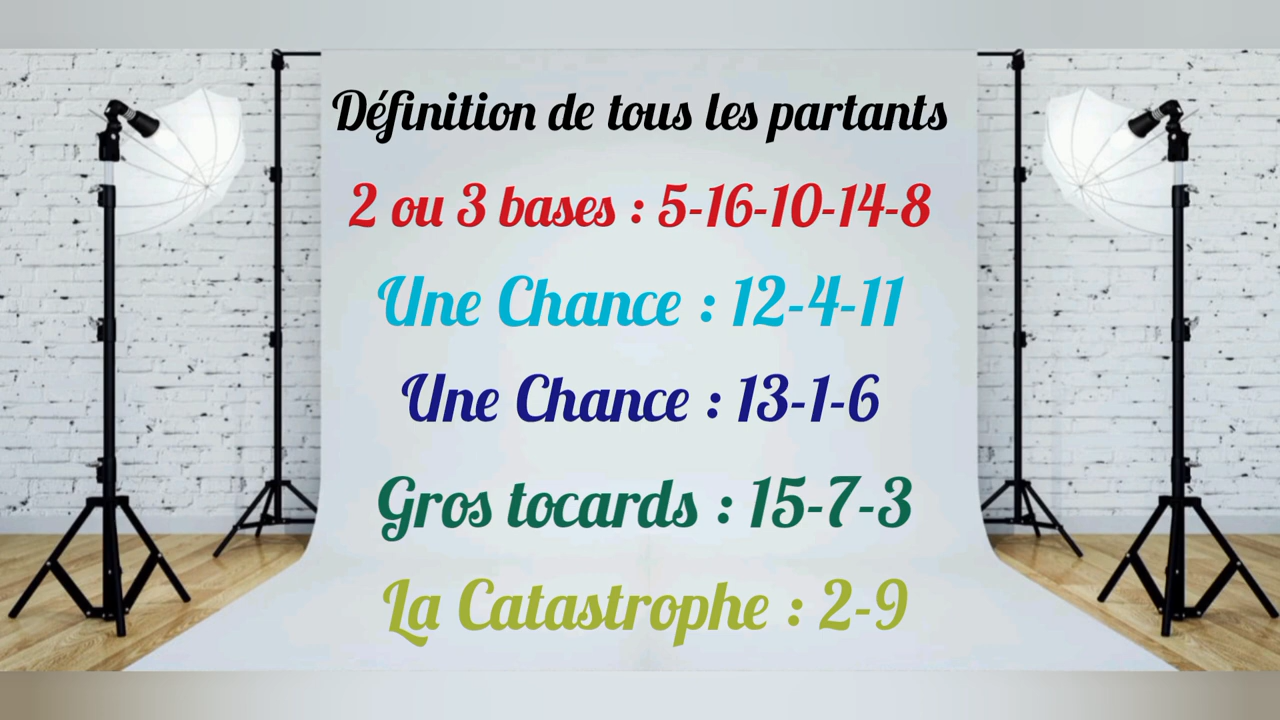 Définition de tous les partants
2 ou 3 bases : 5-16-10-14-8
Une Chance : 12-4-11
Une Chance : 13-1-6
Gros tocards : 15-7-3
La Catastrophe : 2-9